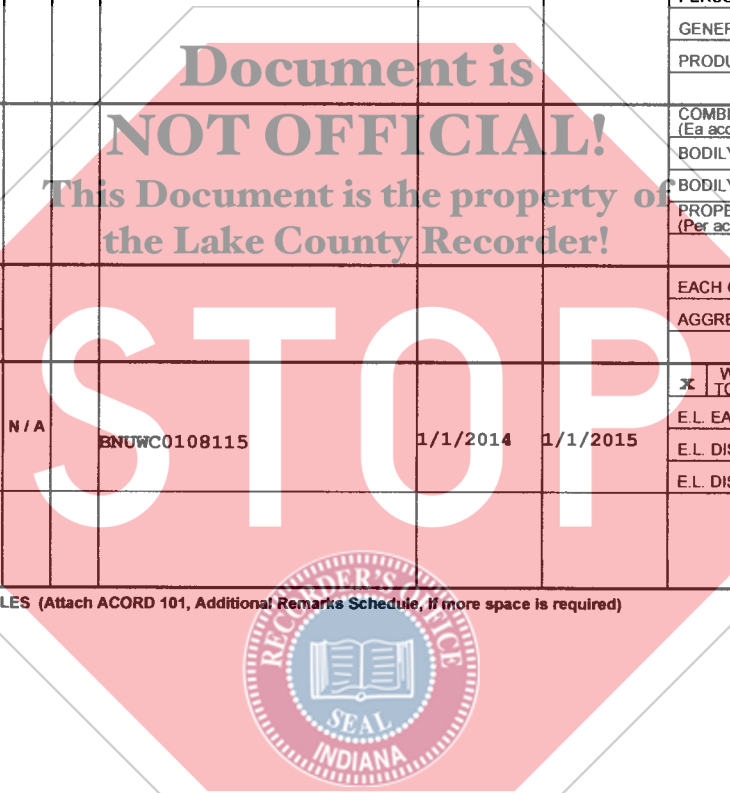 GENER
PRODU
Document is
NOT OFFICIAL!
This Document is the property of
the Lake County Recorder!
COMBI
(Ea acc
BODILY
BODILY
PROPE
(Per ac
EACH
AGGRE
STOP
X W
TO
N / A
BNUWC0108115 1/1/2014 1/1/2015
E.L. EA
E.L. DIS
E.L. DIS
LES (Attach ACORD 101, Additional Remarks Schedule, if more space is required)
RECORDER'S OFFICE
SEAL
INDIANA